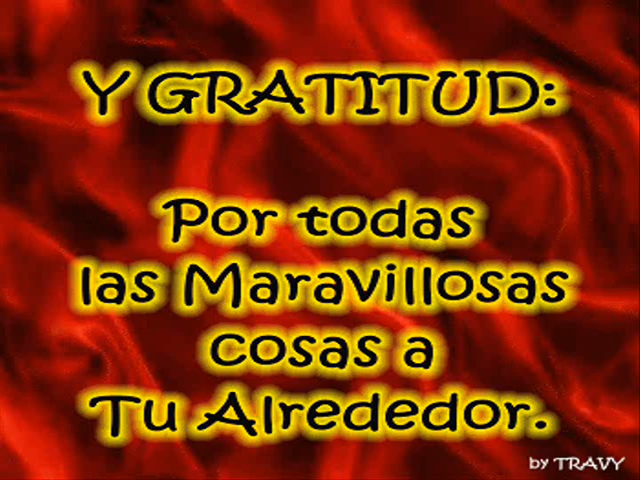 Y GRATITUD:
Por todas
las Maravillosas
cosas a
Tu Alrededor.
by TRAVY